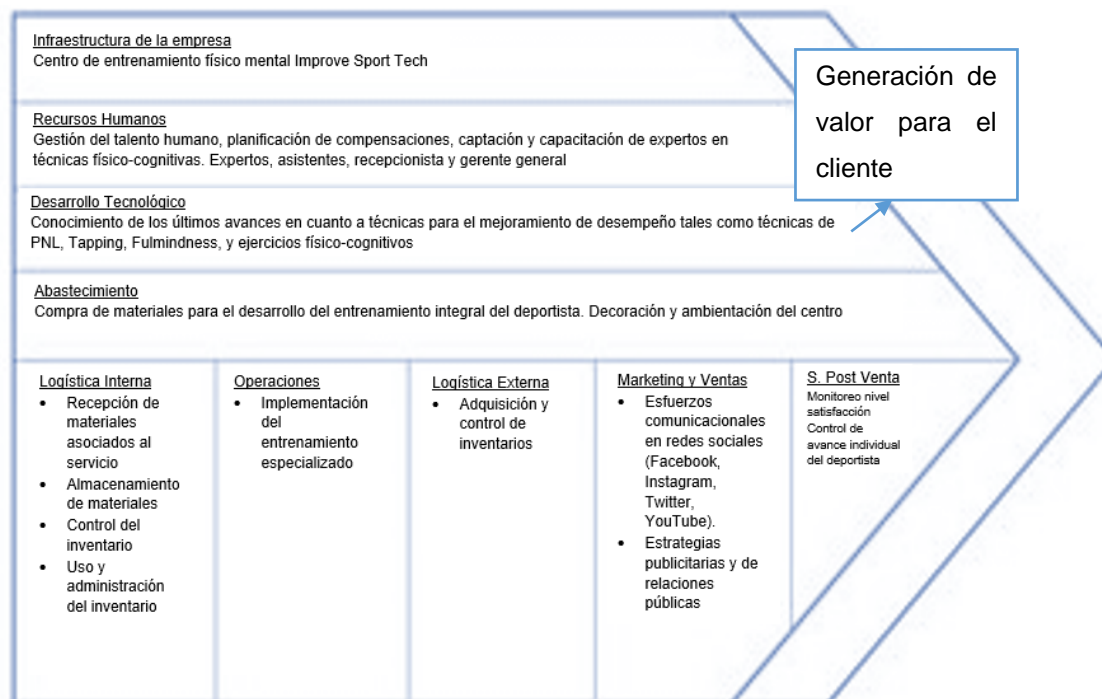 Infraestructura de la empresa
Centro de entrenamiento físico mental Improve Sport Tech
Generación de
valor para el
cliente
Recursos Humanos
Gestión del talento humano, planificación de compensaciones, captación y capacitación de expertos en
técnicas físico-cognitivas. Expertos, asistentes, recepcionista y gerente general
Desarrollo Tecnológico
Conocimiento de los últimos avances en cuanto a técnicas para el mejoramiento de desempeño tales como técnicas de
PNL, Tapping, Fulmindness, y ejercicios físico-cognitivos
Abastecimiento
Compra de materiales para el desarrollo del entrenamiento integral del deportista. Decoración y ambientación del centro
Logística Interna
• Recepción de
materiales
asociados al
servicio
• Almacenamiento
de materiales
• Control del
inventario
• Uso y
administración
del inventario
Operaciones
• Implementación
del
entrenamiento
especializado
Logística Externa
• Adquisición y
control de
inventarios
Marketing y Ventas
• Esfuerzos
comunicacionales
en redes sociales
(Facebook,
Instagram,
Twitter,
YouTube).
• Estrategias
publicitarias y de
relaciones
públicas
S. Post Venta
Monitoreo nivel
satisfacción
Control de
avance individual
del deportista